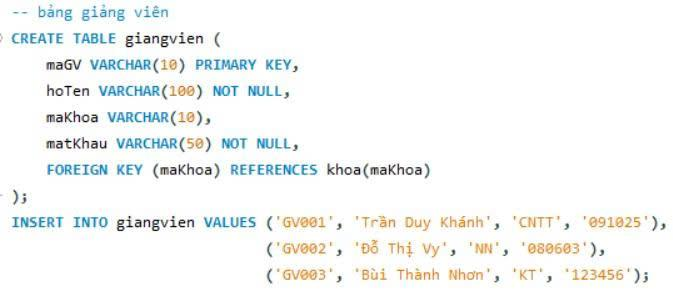 -- bảng giảng viên
CREATE TABLE giangvien (
maGV VARCHAR(10) PRIMARY KEY,
hoTen VARCHAR(100) NOT NULL,
maKhoa VARCHAR(10),
matKhau VARCHAR(50) NOT NULL,
FOREIGN KEY (maKhoa) REFERENCES khoa(maKhoa)
);
INSERT INTO giangvien VALUES ('GV001', 'Trần Duy Khánh', 'CNTT', '091025'),
('GV002', 'Đỗ Thị Vy', 'NN', '080603'),
('GV003', 'Bùi Thành Nhơn', 'KT', '123456');